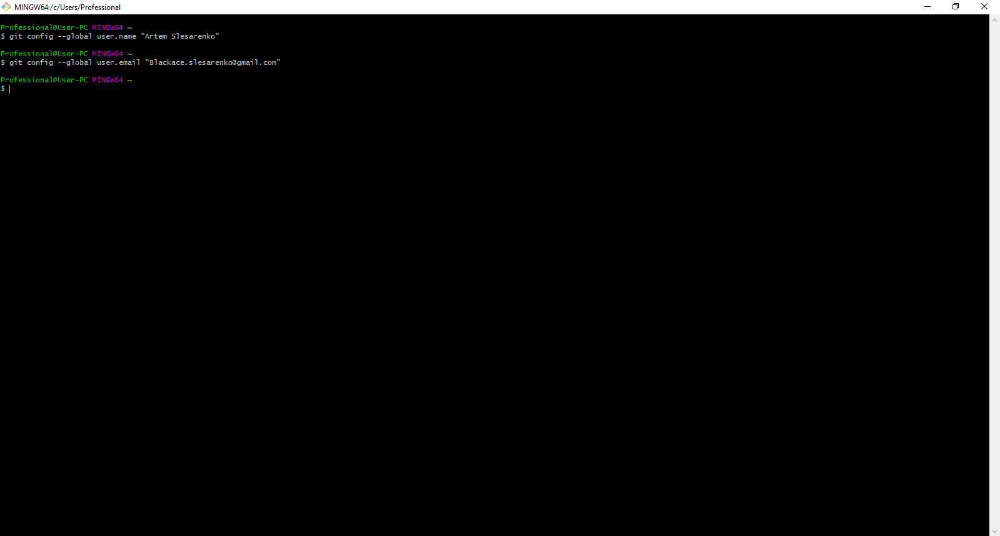 MINGW64:/c/Users/Professional
Professional@User-PC MINGW64 ~
$ git config --global user.name "Artem Slesarenko"
Professional@User-PC MINGW64 ~
$ git config --global user.email "Blackace.slesarenko@gmail.com"
Professional@User-PC MINGW64 ~
$